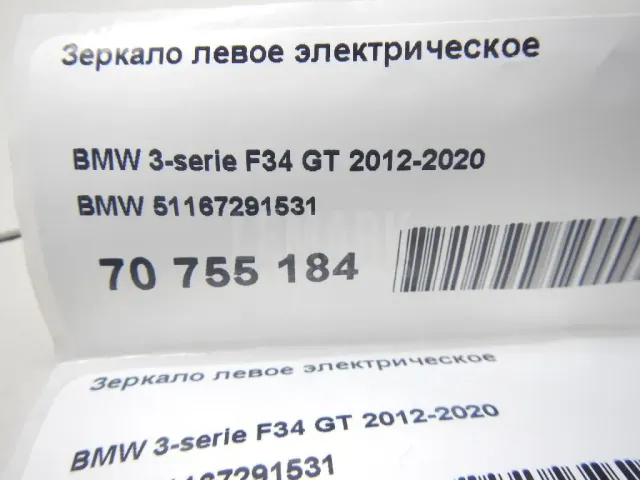 Зеркало левое электрическое
BMW 3-serie F34 GT 2012-2020
BMW 51167291531
70 755 184
Зеркало левое электрическое
BMW 3-serie F34 GT 2012-2020
51167291531